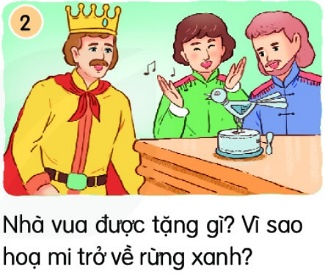 2
Nhà vua được tặng gì? Vì sao
hoạ mi trở về rừng xanh?